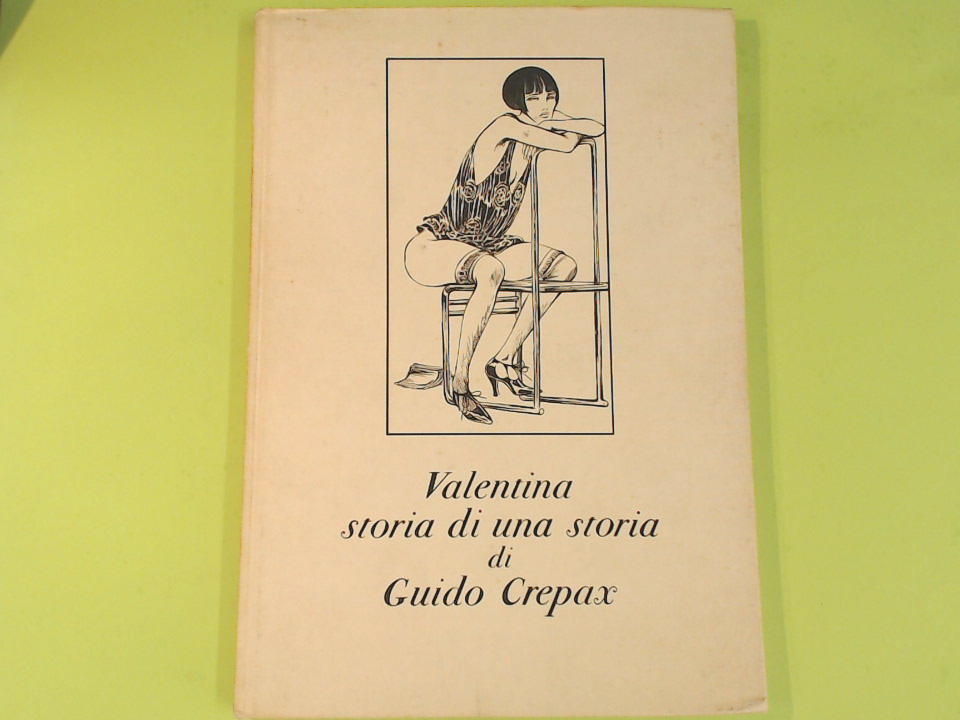 Valentina
storia di una storia
di
Guido Crepax